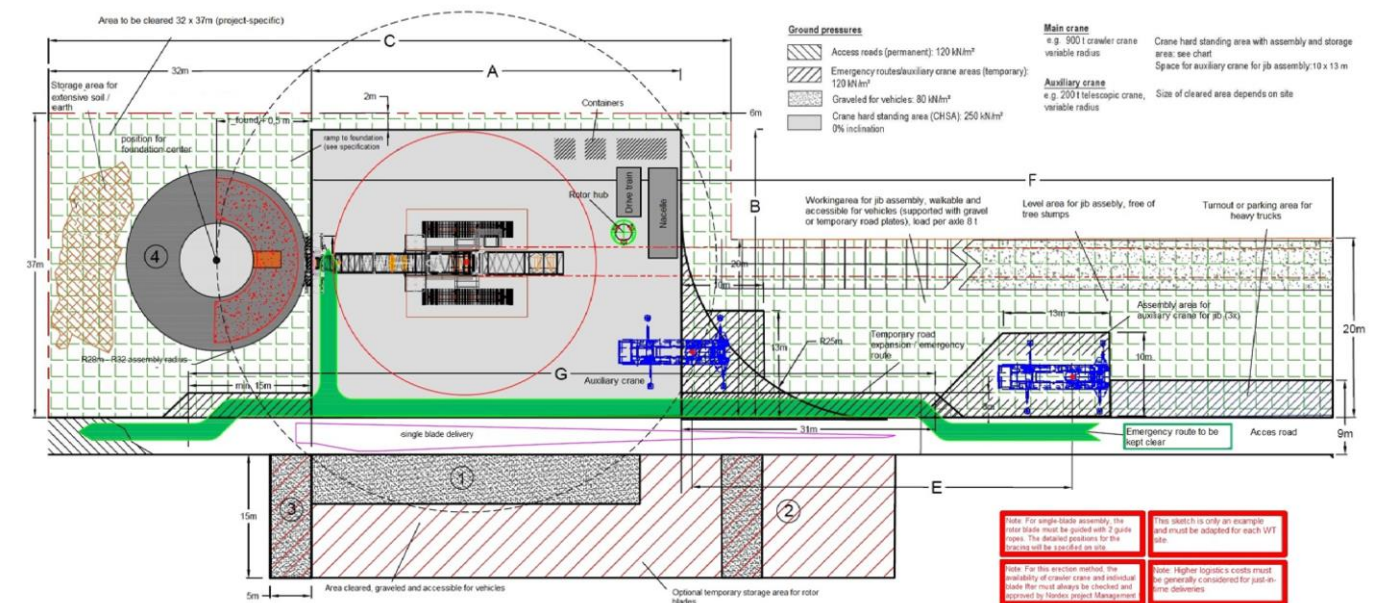 Area to be cleared 32 x 37m (project-specific)
C
32m
A
Storage area for
extensive soil /
earth
2m
Containers
6m
found + 0,5 m
position for
foundation center
ramp to foundation
(see specification
37m
Rotor hub
Drive train
Nacelle
B
F
Workingarea for jib assembly, walkable and
accessible for vehicles (supported with gravel
or temporary road plates), load per axle 8 t
Level area for jib assebly, free of
tree stumps
Turnout or parking area for
heavy trucks
4
20m
10m
13m
R25m
13m
10m
Assembly area for
auxiliary crane for jib (3x)
Temporary road
expansion / emergency
route
20m
R28m - R32 assembly radius
G
min. 15m
Auxiliary crane
single blade delivery
31m
Emergency route to be
kept clear
Acces road
9m
E
1
2
3
15m
5m
Area cleared, graveled and accessible for vehicles
Optional temporary storage area for rotor
blades
Ground pressures
Access roads (permanent): 120 kN/m²
Emergency routes/auxiliary crane areas (temporary):
120 kN/m²
Graveled for vehicles: 80 kN/m²
Crane hard standing area (CHSA): 250 kN/m²
0% inclination
Main crane
e.g. 900 t crawler crane
variable radius
Crane hard standing area with assembly and storage
area: see chart
Space for auxiliary crane for jib assembly:10 x 13 m
Auxiliary crane
e.g. 200 t telescopic crane,
variable radius
Size of cleared area depends on site
Note: For single-blade assembly, the
rotor blade must be guided with 2 guide
ropes. The detailed positions for the
tracing will be specified on site.
This sketch is only an example
and must be adapted for each WT
site.
Note: For this erection method, the
availability of crawler crane and individual
blade lifter must always be checked and
approved by Nordex project Management
Note: Higher logistics costs must
be generally considered for just-in-
time deliveries